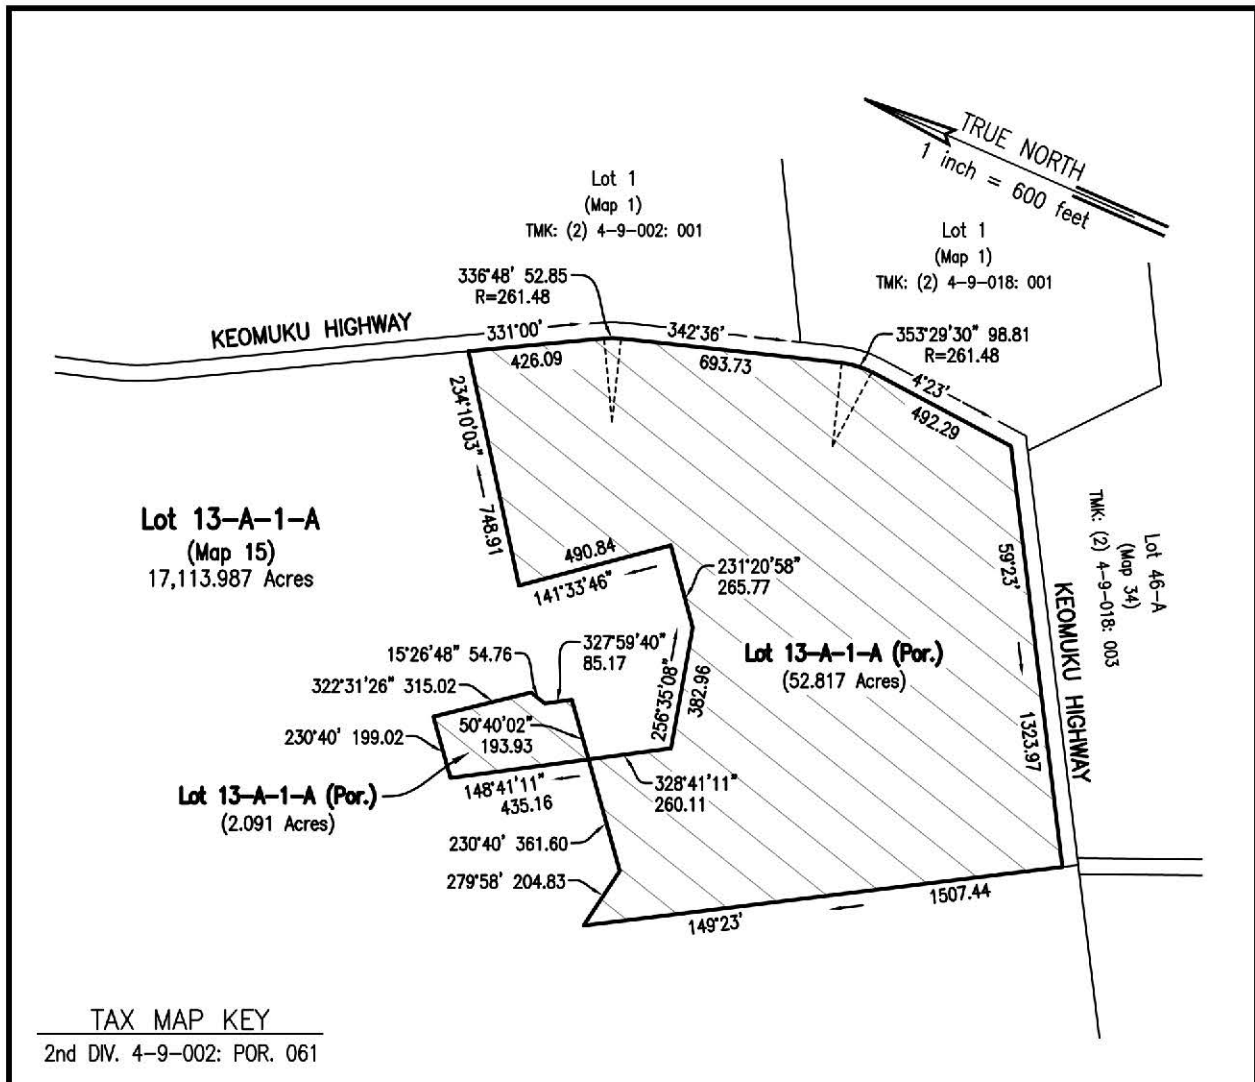 TRUE NORTH
1 inch = 600 feet
Lot 1
(Map 1)
TMK: (2) 4-9-002: 001
Lot 1
(Map 1)
TMK: (2) 4-9-018: 001
336°48' 52.85
R=261.48
KEOMUKU HIGHWAY
331°00'
342°36'
353°29'30" 98.81
R=261.48
426.09
693.73
4°23'
492.29
234°10'03"
748.91
Lot 13-A-1-A
(Map 15)
17,113.987 Acres
490.84
141°33'46"
231°20'58"
265.77
59°23'
1323.97
KEOMUKU HIGHWAY
Lot 46-A
(Map 34)
TMK: (2) 4-9-018: 003
327°59'40"
85.17
15°26'48" 54.76
322°31'26" 315.02
256°35'08"
382.96
Lot 13-A-1-A (Por.)
(52.817 Acres)
50°40'02"
193.93
230°40' 199.02
148°41'11"
435.16
328°41'11"
260.11
Lot 13-A-1-A (Por.)
(2.091 Acres)
230°40' 361.60
279°58' 204.83
149°23'
1507.44
TAX MAP KEY
2nd DIV. 4-9-002: POR. 061